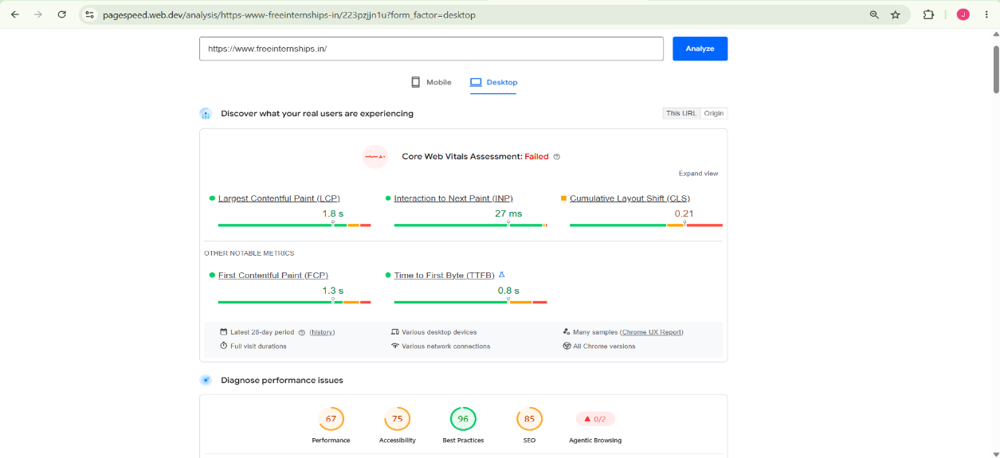 pagespeed.web.dev/analysis/https-www-freeinternships-in/223pzjjn1u?form_factor=desktop
J
https://www.freeinternships.in/
Analyze
Mobile Desktop
Discover what your real users are experiencing
This URL Origin
Core Web Vitals Assessment: Failed
Expand view
Largest Contentful Paint (LCP) Interaction to Next Paint (INP) Cumulative Layout Shift (CLS)
1.8 s 27 ms 0.21
OTHER NOTABLE METRICS
First Contentful Paint (FCP) Time to First Byte (TTFB)
1.3 s 0.8 s
Latest 28-day period (history) Various desktop devices Many samples (Chrome UX Report)
Full visit durations Various network connections All Chrome versions
Diagnose performance issues
67 75 96 85 0/2
Performance Accessibility Best Practices SEO Agentic Browsing